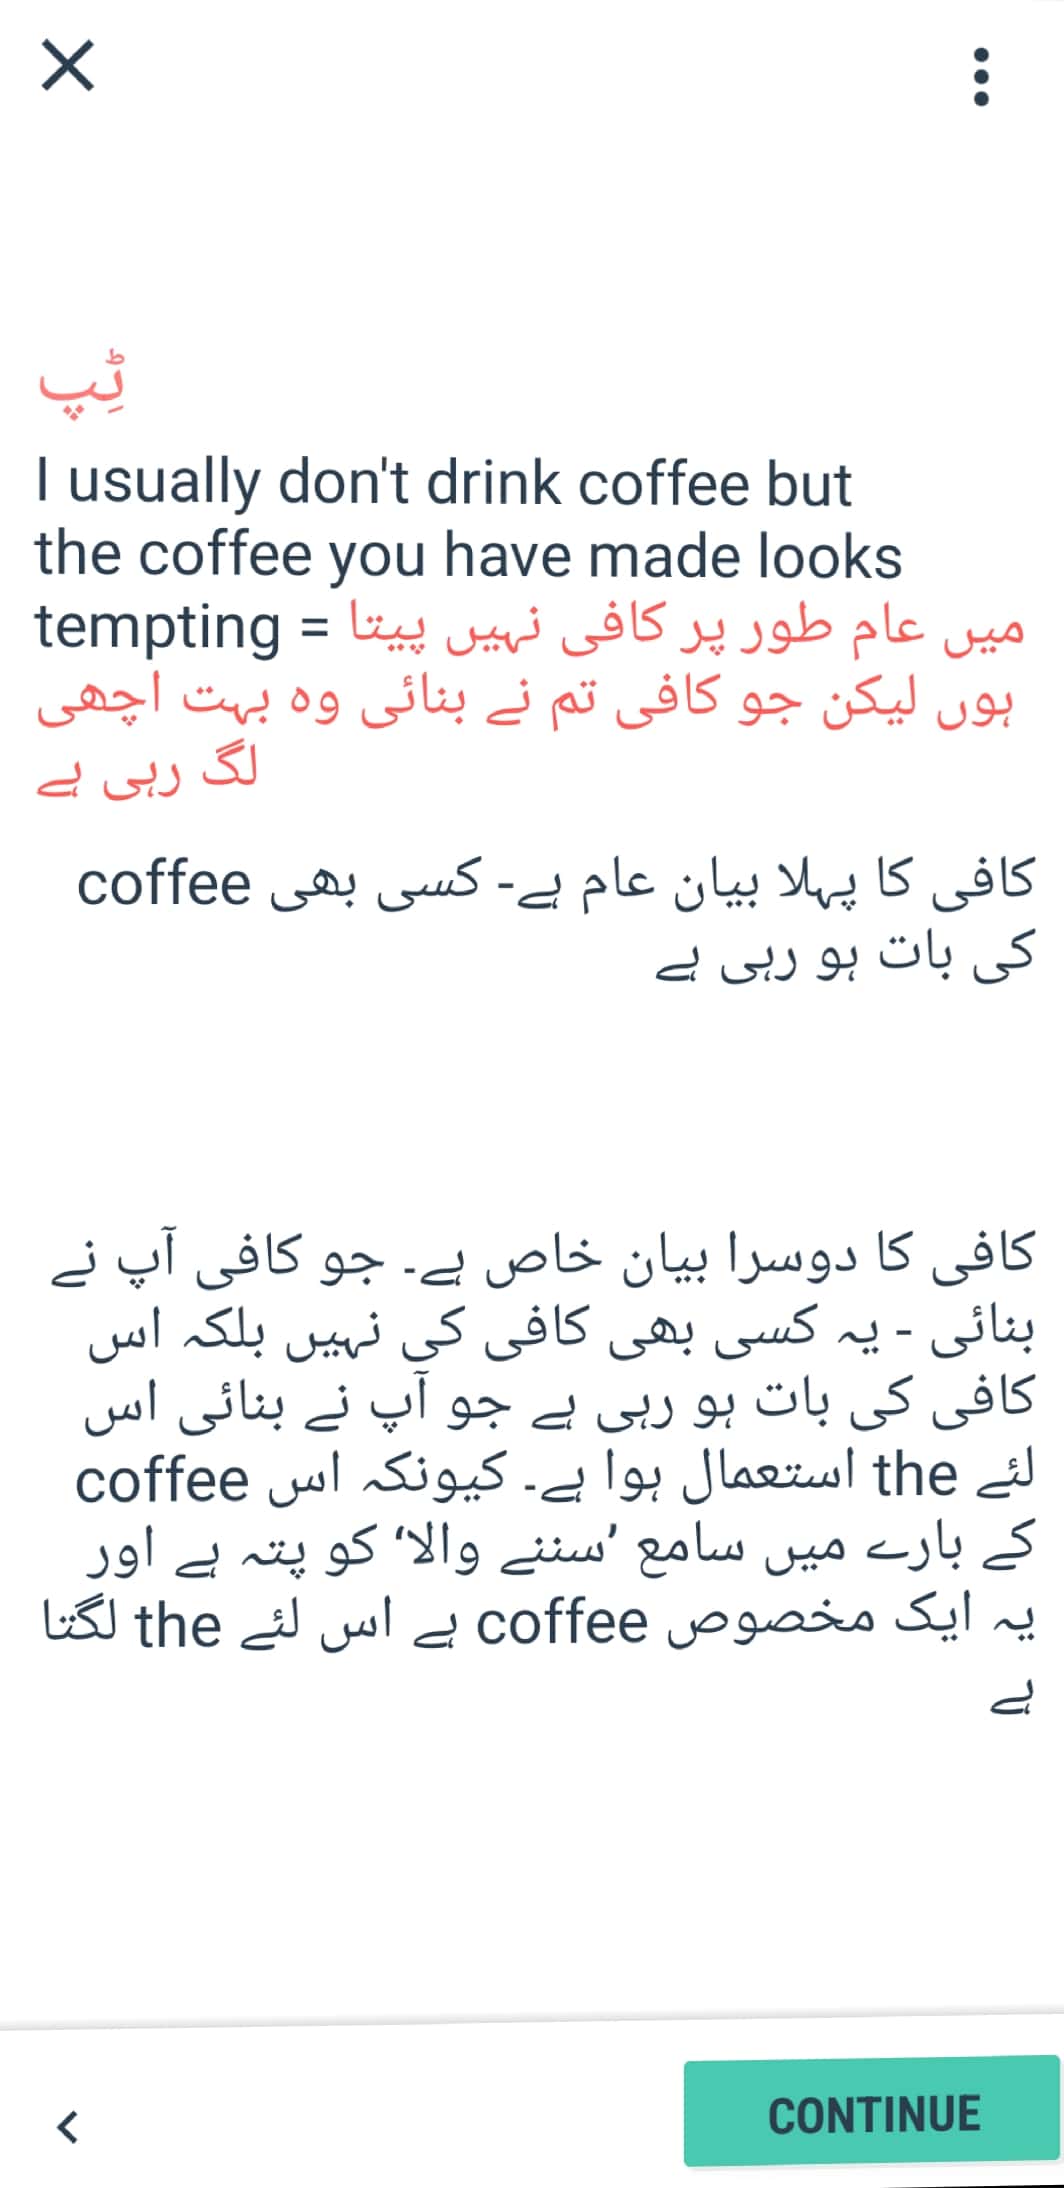 ٹِپ
I usually don't drink coffee but
the coffee you have made looks
tempting = میں عام طور پر کافی نہیں پیتا
ہوں لیکن جو کافی تم نے بنائی وہ بہت اچھی
لگ رہی ہے
کافی کا پہلا بیان عام ہے- کسی بھی coffee
کی بات ہو رہی ہے
کافی کا دوسرا بیان خاص ہے۔ جو کافی آپ نے
بنائی - یہ کسی بھی کافی کی نہیں بلکہ اس
کافی کی بات ہو رہی ہے جو آپ نے بنائی اس
لئے the استعمال ہوا ہے۔ کیونکہ اس coffee
کے بارے میں سامع ’سننے والا‘ کو پتہ ہے اور
یہ ایک مخصوص coffee ہے اس لئے the لگتا
ہے
CONTINUE